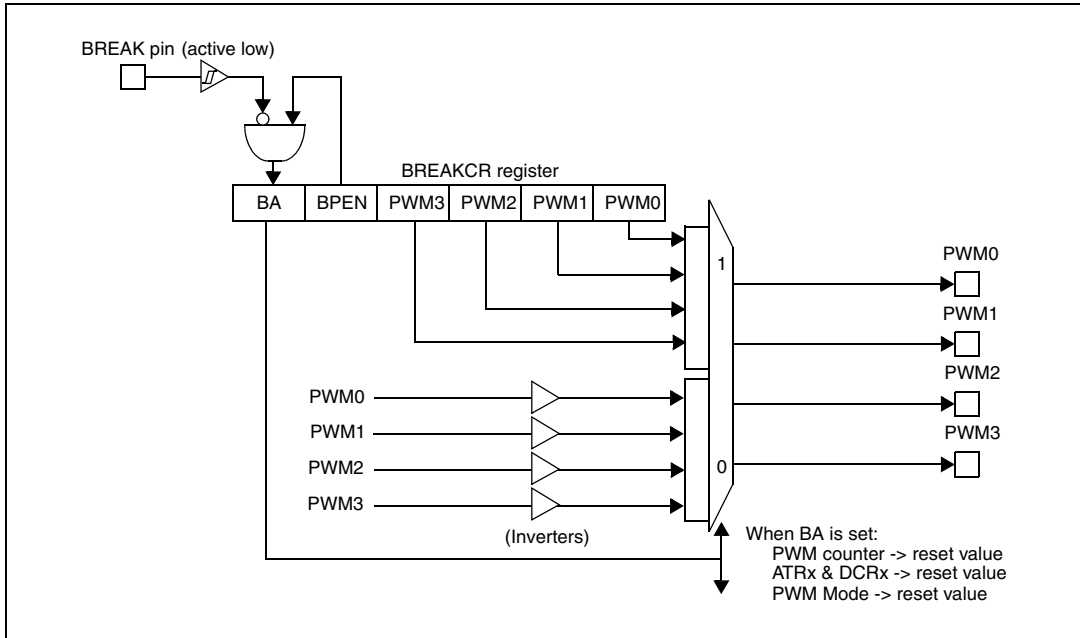 BREAK pin (active low)
BREAKCR register
BA BPEN PWM3 PWM2 PWM1 PWM0
1
0
PWM0
PWM1
PWM2
PWM3
PWM0
PWM1
PWM2
PWM3
(Inverters)
When BA is set:
PWM counter -> reset value
ATRx & DCRx -> reset value
PWM Mode -> reset value